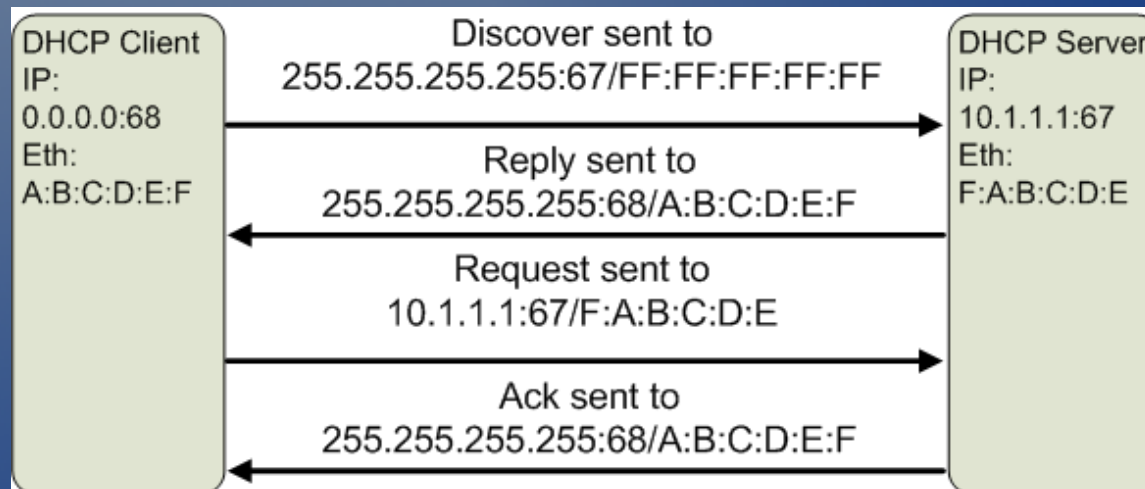 DHCP Client
IP:
0.0.0.0:68
Eth:
A:B:C:D:E:F
Discover sent to
255.255.255.255:67/FF:FF:FF:FF:FF
Reply sent to
255.255.255.255:68/A:B:C:D:E:F
Request sent to
10.1.1.1:67/F:A:B:C:D:E
Ack sent to
255.255.255.255:68/A:B:C:D:E:F
DHCP Server
IP:
10.1.1.1:67
Eth:
F:A:B:C:D:E